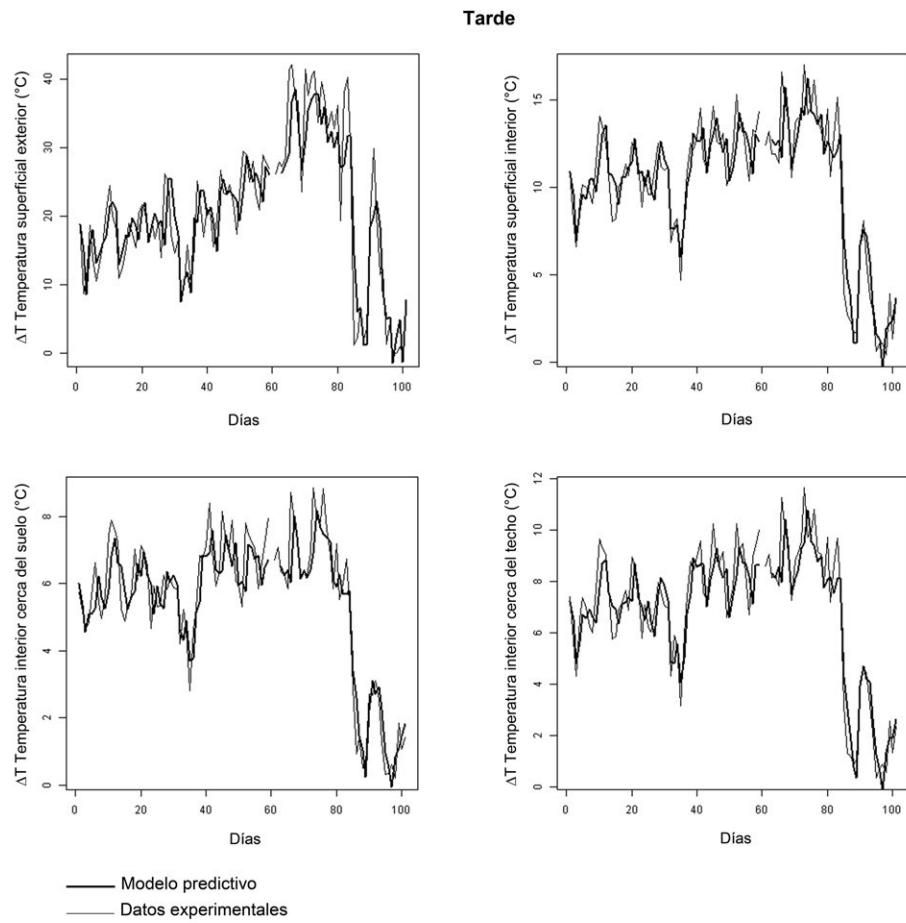 Tarde
ΔT Temperatura superficial exterior (°C)
40
30
20
10
0
0 20 40 60 80 100
Días
ΔT Temperatura superficial interior (°C)
15
10
5
0
0 20 40 60 80 100
Días
ΔT Temperatura interior cerca del suelo (°C)
8
6
4
2
0
0 20 40 60 80 100
Días
ΔT Temperatura interior cerca del techo (°C)
12
10
8
6
4
2
0
0 20 40 60 80 100
Días
Modelo predictivo
Datos experimentales